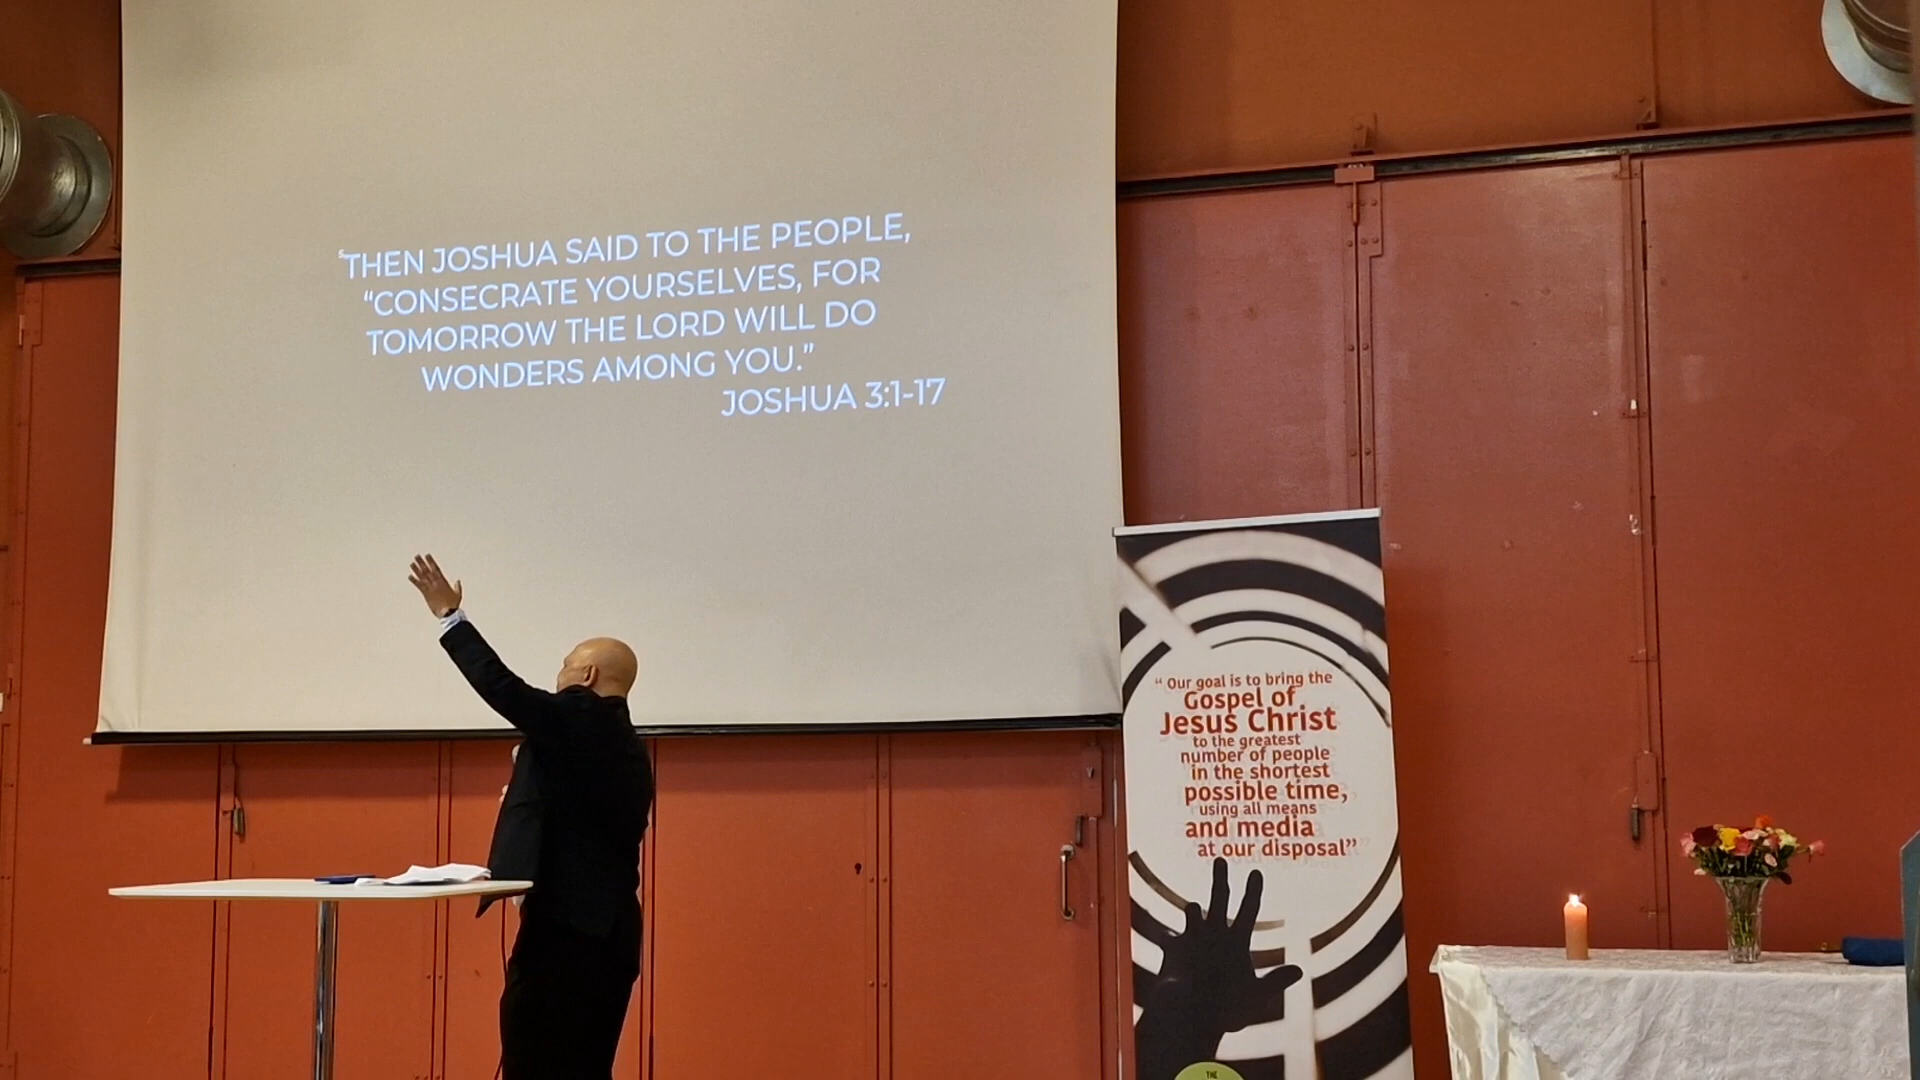 ⁵THEN JOSHUA SAID TO THE PEOPLE,
“CONSECRATE YOURSELVES, FOR
TOMORROW THE LORD WILL DO
WONDERS AMONG YOU.”
JOSHUA 3:1-17
“ Our goal is to bring the
Gospel of
Jesus Christ
to the greatest
number of people
in the shortest
possible time,
using all means
and media
at our disposal”
THE